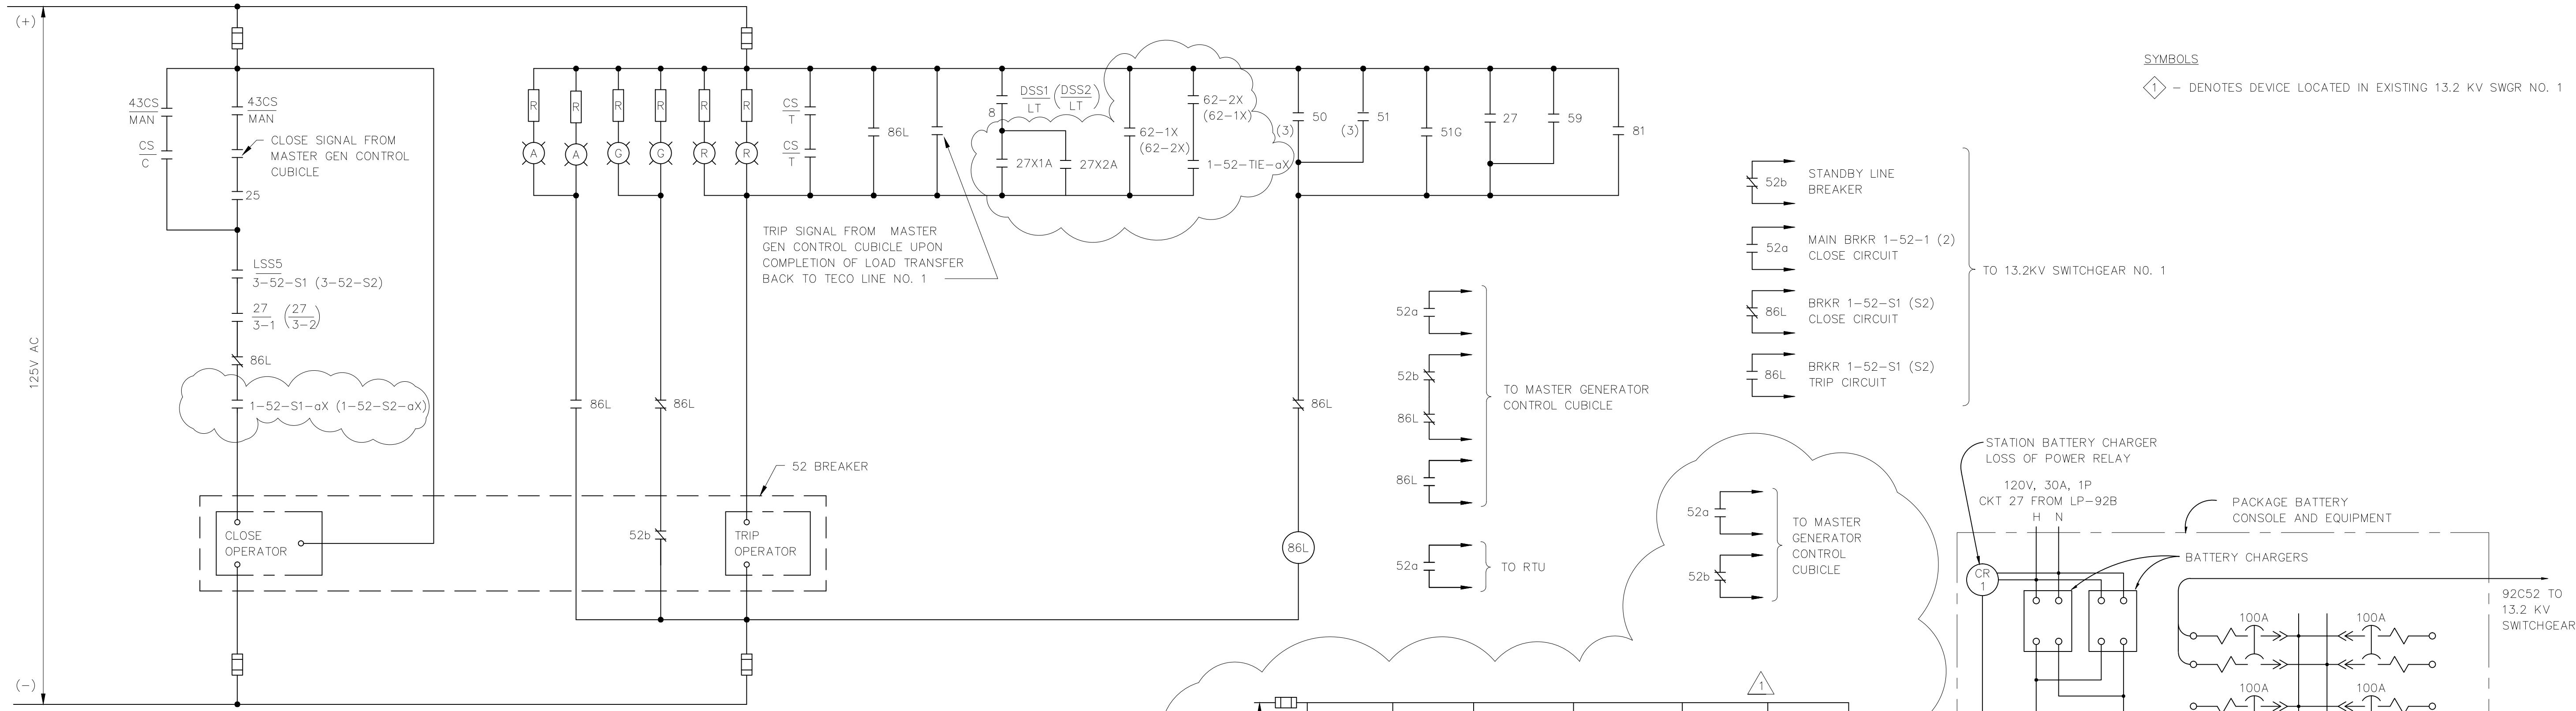 (+)
125V AC
(-)
43CS
MAN
CS
C
43CS
MAN
CLOSE SIGNAL FROM
MASTER GEN CONTROL
CUBICLE
25
LSS5
3-52-S1 (3-52-S2)
27
3-1
(27
3-2)
86L
1-52-S1-aX (1-52-S2-aX)
CLOSE
OPERATOR
52 BREAKER
TRIP
OPERATOR
R
R
R
R
R
R
A
A
G
G
R
R
86L
86L
52b
CS
T
CS
T
86L
TRIP SIGNAL FROM MASTER
GEN CONTROL CUBICLE UPON
COMPLETION OF LOAD TRANSFER
BACK TO TECO LINE NO. 1
8
DSS1
LT
(DSS2
LT)
27X1A
27X2A
62-1X
(62-2X)
62-2X
(62-1X)
1-52-TIE-aX
50
(3)
51
(3)
51G
27
59
81
86L
86L
52a
52b
86L
86L
TO MASTER GENERATOR
CONTROL CUBICLE
52a
TO RTU
52b
STANDBY LINE
BREAKER
52a
MAIN BRKR 1-52-1 (2)
CLOSE CIRCUIT
86L
BRKR 1-52-S1 (S2)
CLOSE CIRCUIT
86L
BRKR 1-52-S1 (S2)
TRIP CIRCUIT
TO 13.2KV SWITCHGEAR NO. 1
52a
52b
TO MASTER
GENERATOR
CONTROL
CUBICLE
1
SYMBOLS
1 - DENOTES DEVICE LOCATED IN EXISTING 13.2 KV SWGR NO. 1
STATION BATTERY CHARGER
LOSS OF POWER RELAY
120V, 30A, 1P
CKT 27 FROM LP-92B
H N
CR
1
PACKAGE BATTERY
CONSOLE AND EQUIPMENT
BATTERY CHARGERS
92C52 TO
13.2 KV
SWITCHGEAR
100A
100A
100A
100A